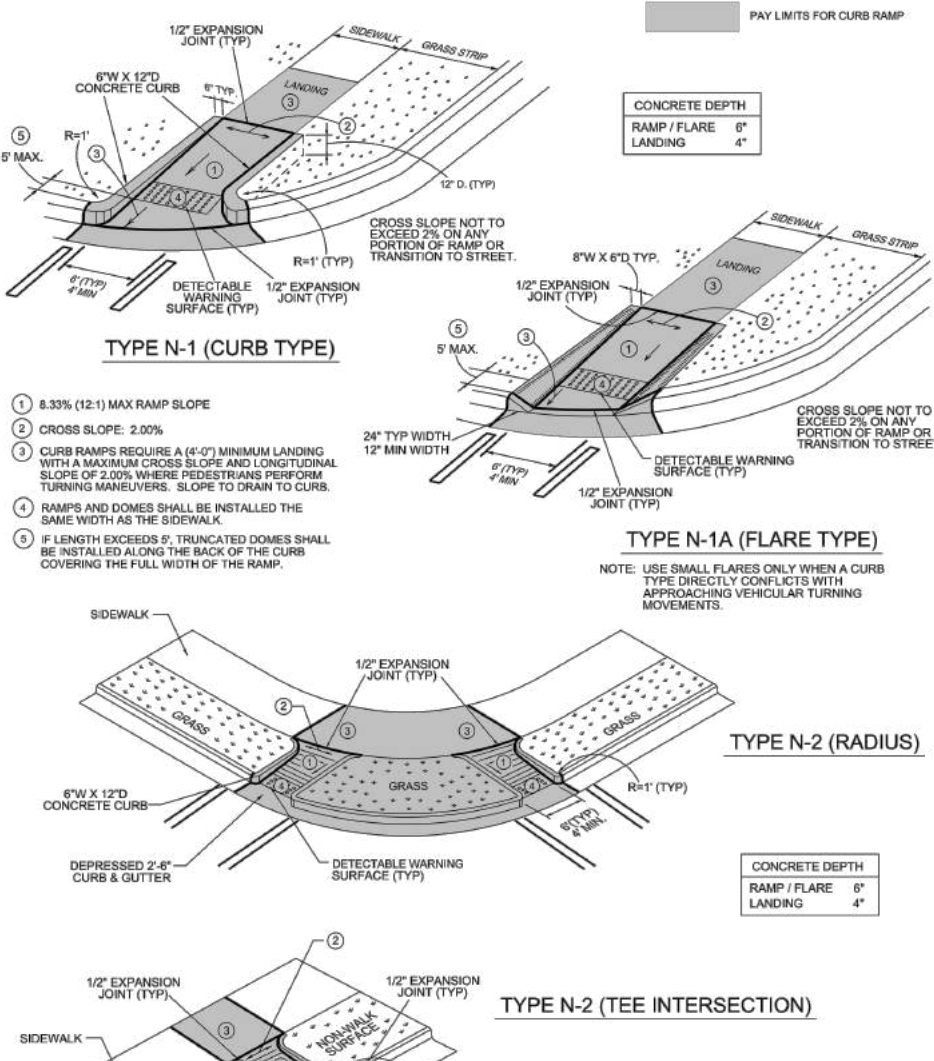 PAY LIMITS FOR CURB RAMP
1/2" EXPANSION
JOINT (TYP)
SIDEWALK
GRASS STRIP
6"W X 12"D
CONCRETE CURB
6" TYP.
LANDING
3
2
5
5' MAX.
R=1'
3
1
4
12" D. (TYP)
CONCRETE DEPTH
RAMP / FLARE 6"
LANDING 4"
CROSS SLOPE NOT TO
EXCEED 2% ON ANY
PORTION OF RAMP OR
TRANSITION TO STREET.
R=1' (TYP)
6' (TYP)
4' MIN
DETECTABLE
WARNING
SURFACE (TYP)
1/2" EXPANSION
JOINT (TYP)
TYPE N-1 (CURB TYPE)
SIDEWALK
GRASS STRIP
8"W X 6"D TYP.
LANDING
1/2" EXPANSION
JOINT (TYP)
3
2
5
5' MAX.
3
1
4
24" TYP WIDTH
12" MIN WIDTH
CROSS SLOPE NOT TO
EXCEED 2% ON ANY
PORTION OF RAMP OR
TRANSITION TO STREE
6' (TYP)
4' MIN
DETECTABLE WARNING
SURFACE (TYP)
1/2" EXPANSION
JOINT (TYP)
TYPE N-1A (FLARE TYPE)
NOTE: USE SMALL FLARES ONLY WHEN A CURB
TYPE DIRECTLY CONFLICTS WITH
APPROACHING VEHICULAR TURNING
MOVEMENTS.
1 8.33% (12:1) MAX RAMP SLOPE
2 CROSS SLOPE: 2.00%
3 CURB RAMPS REQUIRE A (4'-0") MINIMUM LANDING
WITH A MAXIMUM CROSS SLOPE AND LONGITUDINAL
SLOPE OF 2.00% WHERE PEDESTRIANS PERFORM
TURNING MANEUVERS. SLOPE TO DRAIN TO CURB.
4 RAMPS AND DOMES SHALL BE INSTALLED THE
SAME WIDTH AS THE SIDEWALK.
5 IF LENGTH EXCEEDS 5', TRUNCATED DOMES SHALL
BE INSTALLED ALONG THE BACK OF THE CURB
COVERING THE FULL WIDTH OF THE RAMP.
SIDEWALK
1/2" EXPANSION
JOINT (TYP)
2
3
3
GRASS
GRASS
1
1
4
GRASS
4
6"W X 12"D
CONCRETE CURB
R=1' (TYP)
6' (TYP)
4' MIN.
DEPRESSED 2'-6"
CURB & GUTTER
DETECTABLE WARNING
SURFACE (TYP)
TYPE N-2 (RADIUS)
CONCRETE DEPTH
RAMP / FLARE 6"
LANDING 4"
2
1/2" EXPANSION
JOINT (TYP)
1/2" EXPANSION
JOINT (TYP)
TYPE N-2 (TEE INTERSECTION)
NON-WALK
SURFACE
3
SIDEWALK